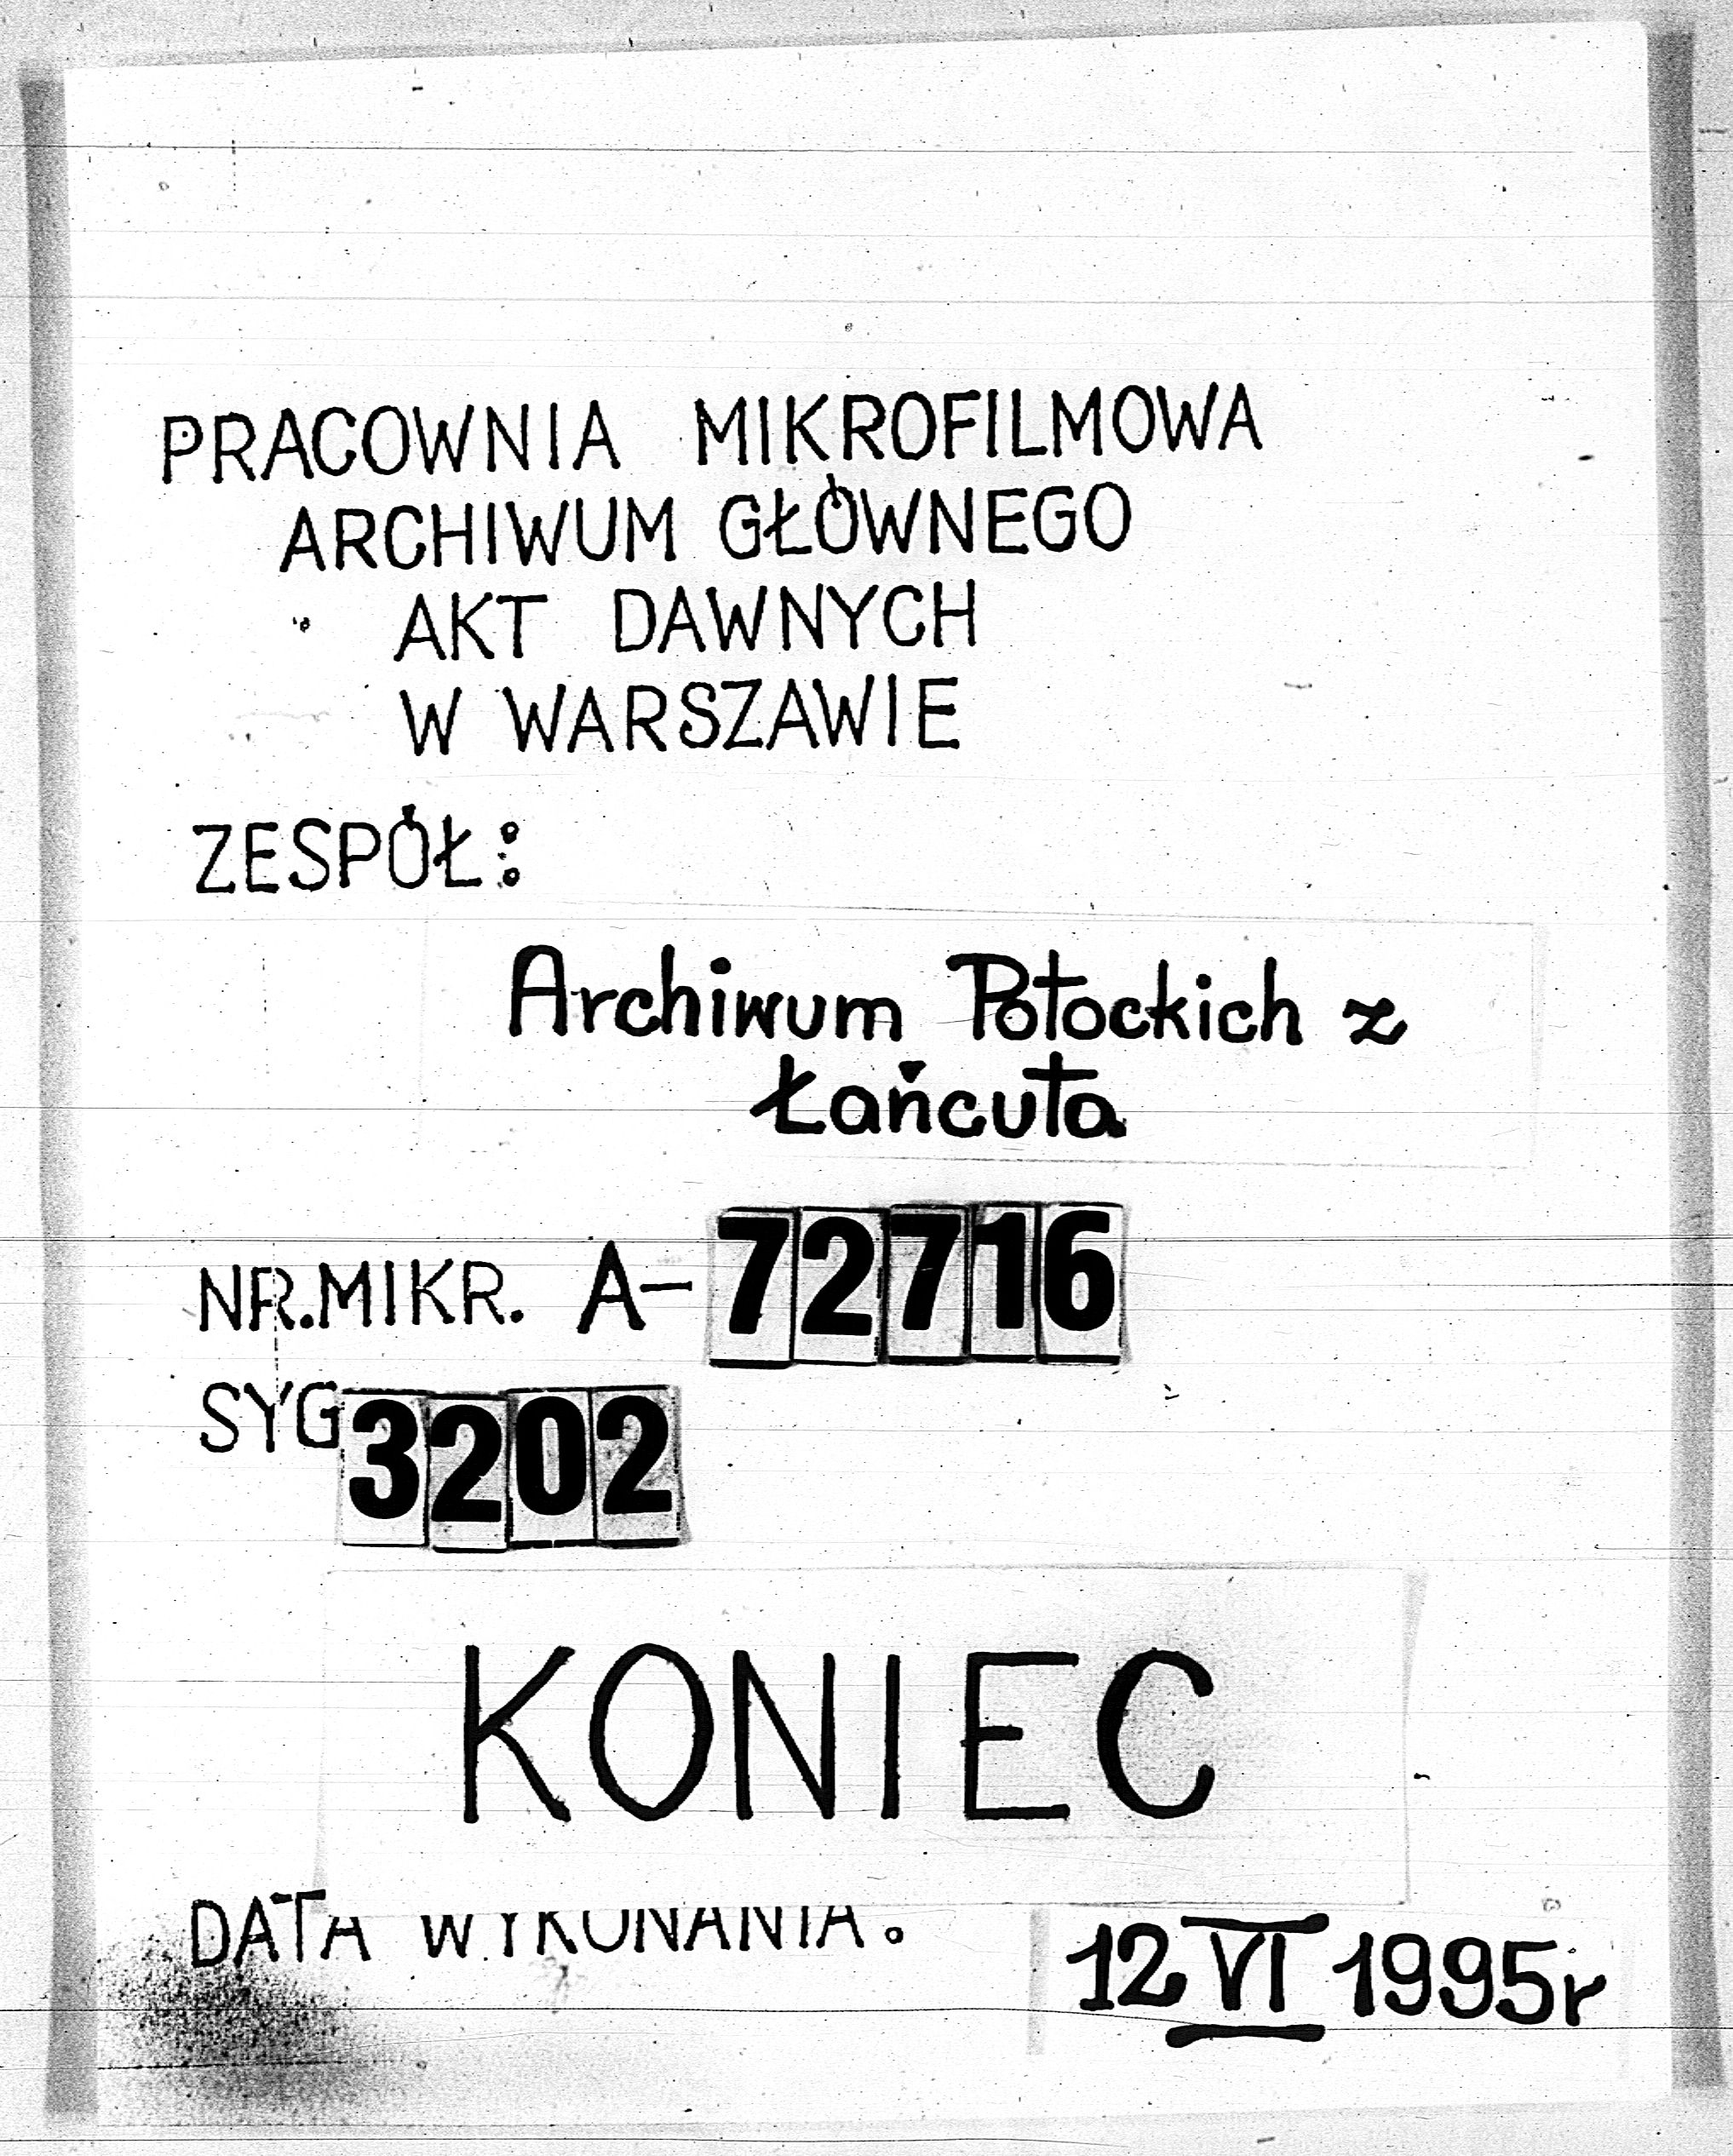 PRACOWNIA MIKROFILMOWA
ARCHIWUM GŁÓWNEGO
AKT DAWNYCH
W WARSZAWIE
ZESPÓŁ:
Archiwum Potockich z
Łańcuta
NR.MIKR. A-72716
SYG 3202
KONIEC
DATA WYKONANIA:
12 VI 1995r